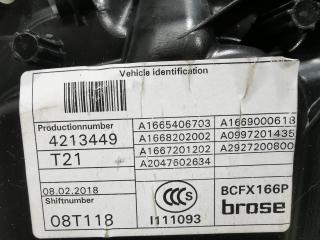 Vehicle identification
Productionnumber
4213449
T21
A1665406703
A1668202002
A1667201202
A2047602634
A1669000618
A0997201435
A2927200800
08.02.2018
Shiftnumber
08T118
CCC S
I111093
BCFX166P
brose